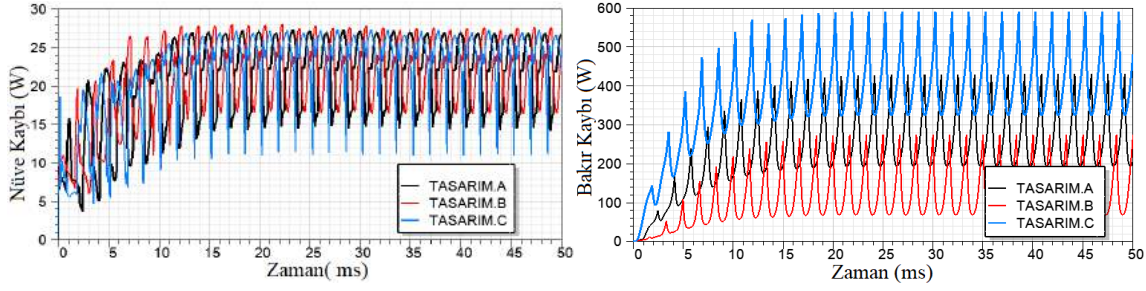 Nüve Kaybı (W)
30
25
20
15
10
5
0
0 5 10 15 20 25 30 35 40 45 50
Zaman( ms)
TASARIM.A
TASARIM.B
TASARIM.C
Bakır Kaybı (W)
600
500
400
300
200
100
0
0 5 10 15 20 25 30 35 40 45 50
Zaman (ms)
TASARIM.A
TASARIM.B
TASARIM.C